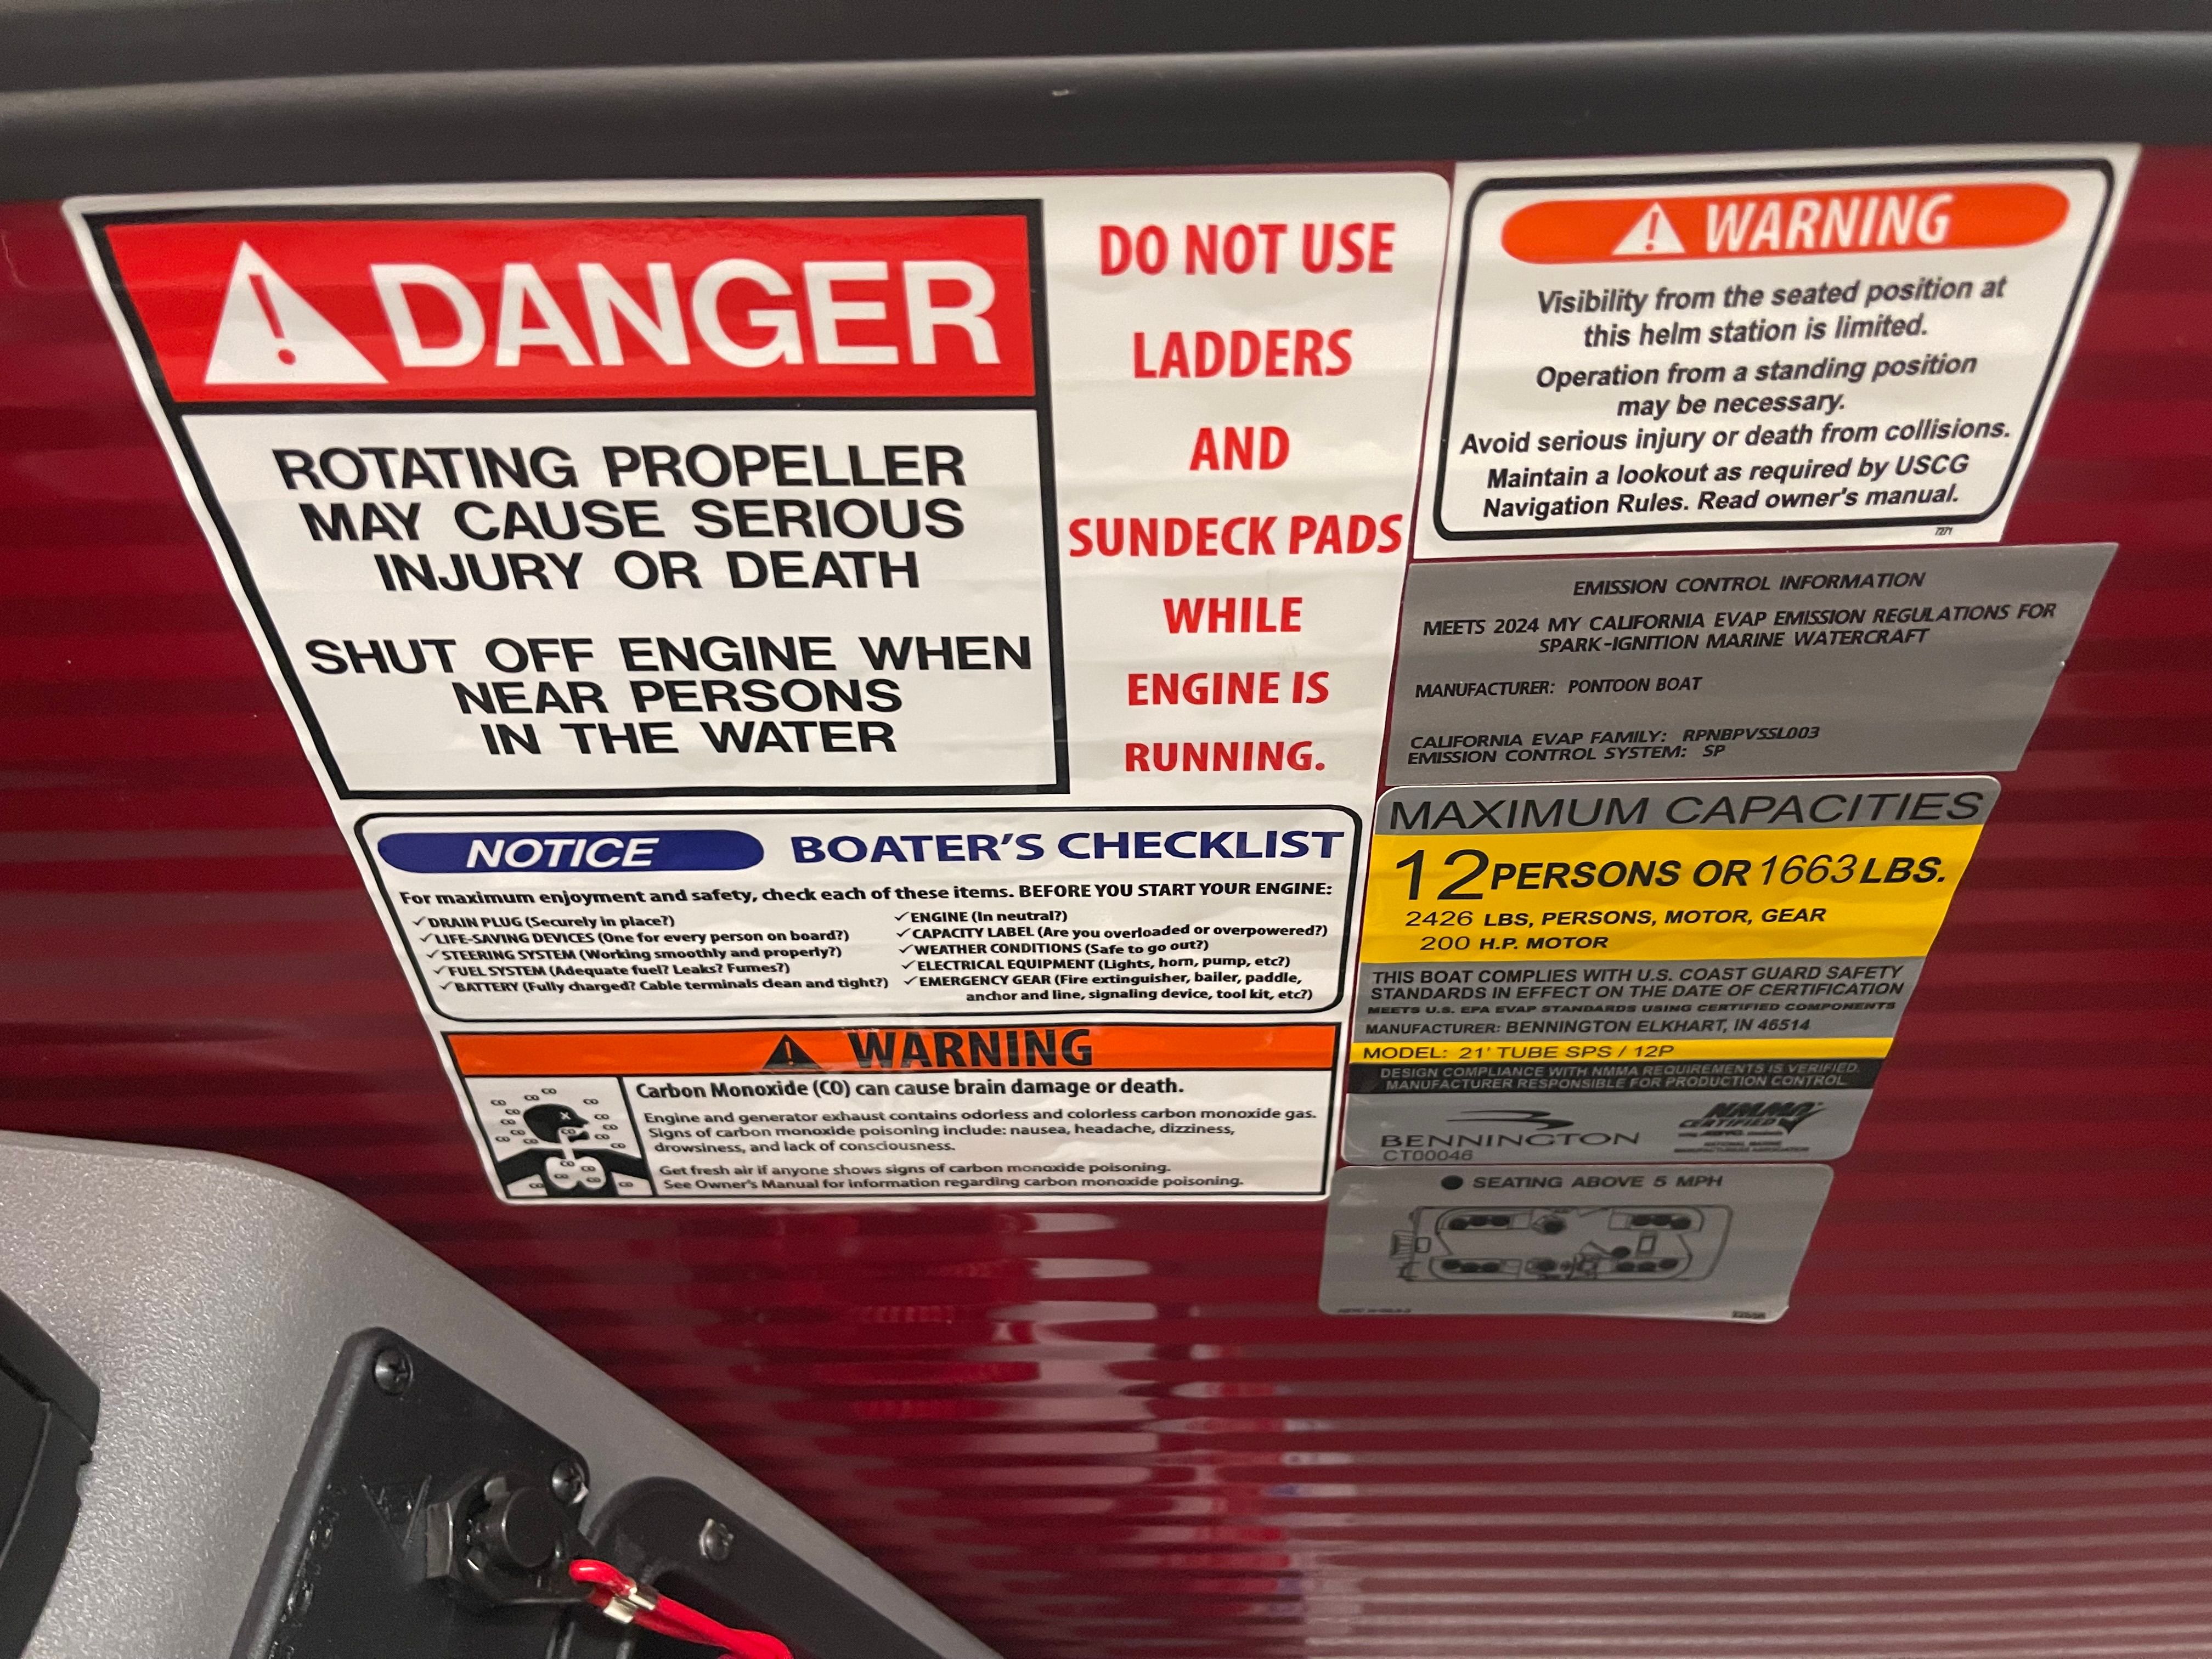 DANGER
ROTATING PROPELLER
MAY CAUSE SERIOUS
INJURY OR DEATH
SHUT OFF ENGINE WHEN
NEAR PERSONS
IN THE WATER
DO NOT USE
LADDERS
AND
SUNDECK PADS
WHILE
ENGINE IS
RUNNING.
NOTICE BOATER'S CHECKLIST
For maximum enjoyment and safety, check each of these items. BEFORE YOU START YOUR ENGINE:
✓DRAIN PLUG (Securely in place?)
✓LIFE-SAVING DEVICES (One for every person on board?)
✓STEERING SYSTEM (Working smoothly and properly?)
✓FUEL SYSTEM (Adequate fuel? Leaks? Fumes?)
✓BATTERY (Fully charged? Cable terminals clean and tight?)
✓ENGINE (In neutral?)
✓CAPACITY LABEL (Are you overloaded or overpowered?)
✓WEATHER CONDITIONS (Safe to go out?)
✓ELECTRICAL EQUIPMENT (Lights, horn, pump, etc?)
✓EMERGENCY GEAR (Fire extinguisher, bailer, paddle,
anchor and line, signaling device, tool kit, etc?)
WARNING
Carbon Monoxide (CO) can cause brain damage or death.
Engine and generator exhaust contains odorless and colorless carbon monoxide gas.
Signs of carbon monoxide poisoning include: nausea, headache, dizziness,
drowsiness, and lack of consciousness.
Get fresh air if anyone shows signs of carbon monoxide poisoning.
See Owner's Manual for information regarding carbon monoxide poisoning.
WARNING
Visibility from the seated position at
this helm station is limited.
Operation from a standing position
may be necessary.
Avoid serious injury or death from collisions.
Maintain a lookout as required by USCG
Navigation Rules. Read owner's manual.
7271
EMISSION CONTROL INFORMATION
MEETS 2024 MY CALIFORNIA EVAP EMISSION REGULATIONS FOR
SPARK-IGNITION MARINE WATERCRAFT
MANUFACTURER: PONTOON BOAT
CALIFORNIA EVAP FAMILY: RPNBPVSSL003
EMISSION CONTROL SYSTEM: SP
MAXIMUM CAPACITIES
12 PERSONS OR 1663 LBS.
2426 LBS, PERSONS, MOTOR, GEAR
200 H.P. MOTOR
THIS BOAT COMPLIES WITH U.S. COAST GUARD SAFETY
STANDARDS IN EFFECT ON THE DATE OF CERTIFICATION
MEETS U.S. EPA EVAP STANDARDS USING CERTIFIED COMPONENTS
MANUFACTURER: BENNINGTON ELKHART, IN 46514
MODEL: 21' TUBE SPS / 12P
DESIGN COMPLIANCE WITH NMMA REQUIREMENTS IS VERIFIED.
MANUFACTURER RESPONSIBLE FOR PRODUCTION CONTROL.
BENNINGTON
CT00046
NMMA
CERTIFIED
NATIONAL MARINE
MANUFACTURERS ASSOCIATION
SEATING ABOVE 5 MPH